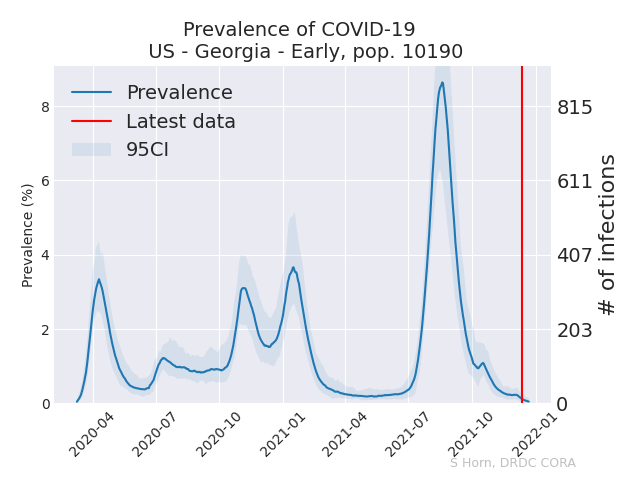 Prevalence of COVID-19
US - Georgia - Early, pop. 10190
Prevalence
Latest data
95CI
Prevalence (%)
8
6
4
2
0
815
611
407
203
0
# of infections
2020-04
2020-07
2020-10
2021-01
2021-04
2021-07
2021-10
2022-01
S Horn, DRDC CORA